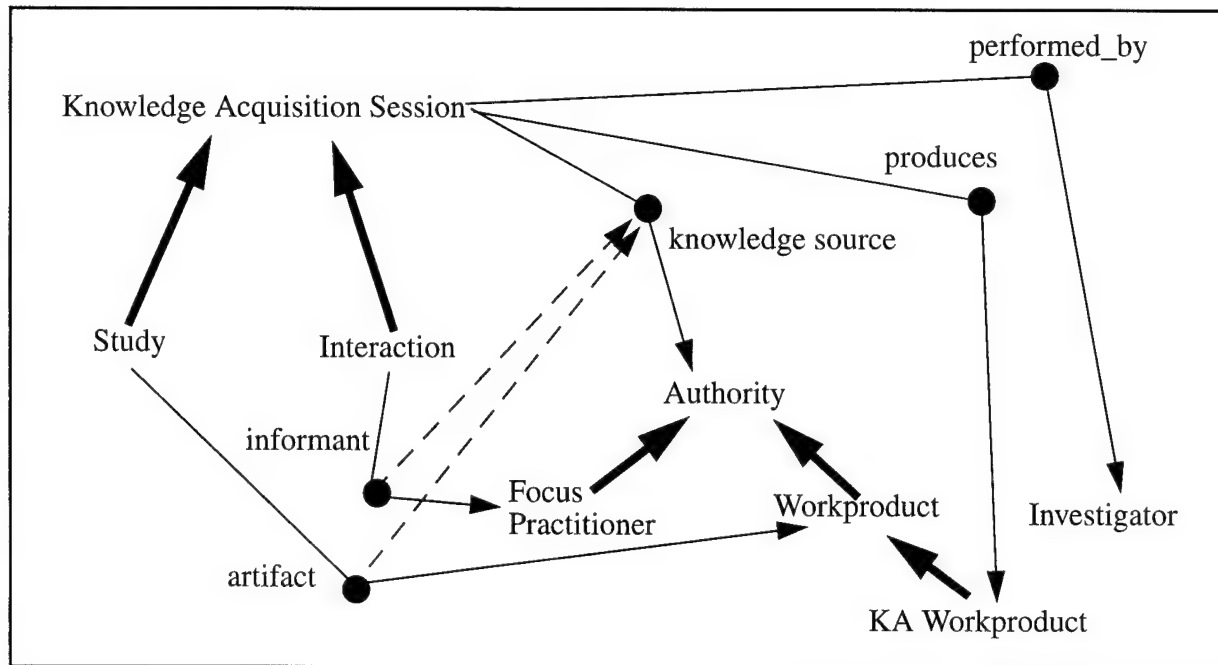 performed_by
Knowledge Acquisition Session
produces
knowledge source
Study
Interaction
Authority
informant
Focus
Practitioner
Workproduct
Investigator
artifact
KA Workproduct